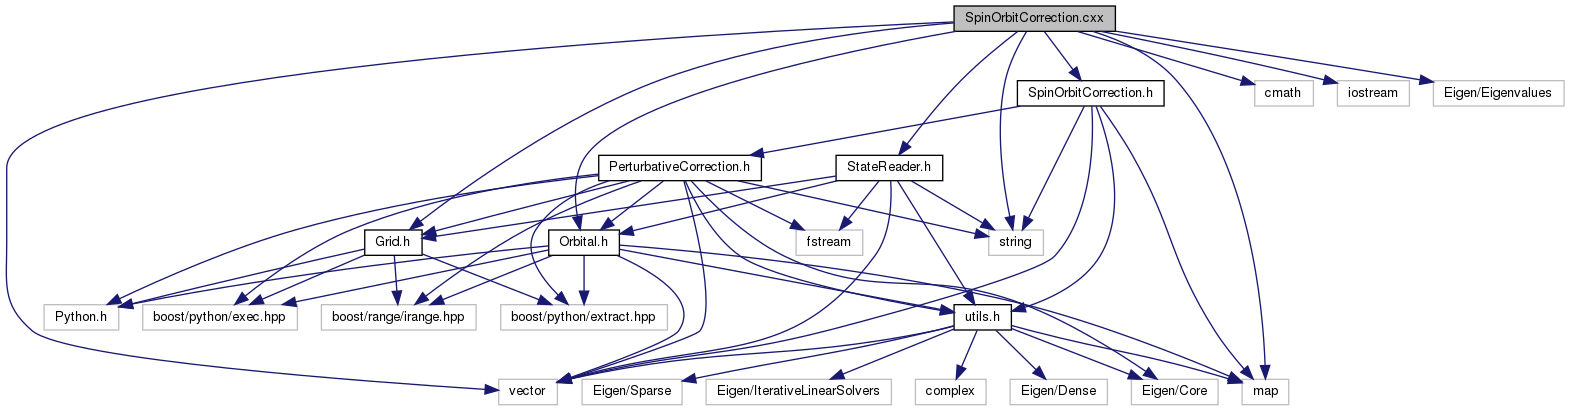 SpinOrbitCorrection.cxx
SpinOrbitCorrection.h
cmath
iostream
Eigen/Eigenvalues
PerturbativeCorrection.h
StateReader.h
Grid.h
Orbital.h
fstream
string
Python.h
boost/python/exec.hpp
boost/range/irange.hpp
boost/python/extract.hpp
utils.h
vector
Eigen/Sparse
Eigen/IterativeLinearSolvers
complex
Eigen/Dense
Eigen/Core
map